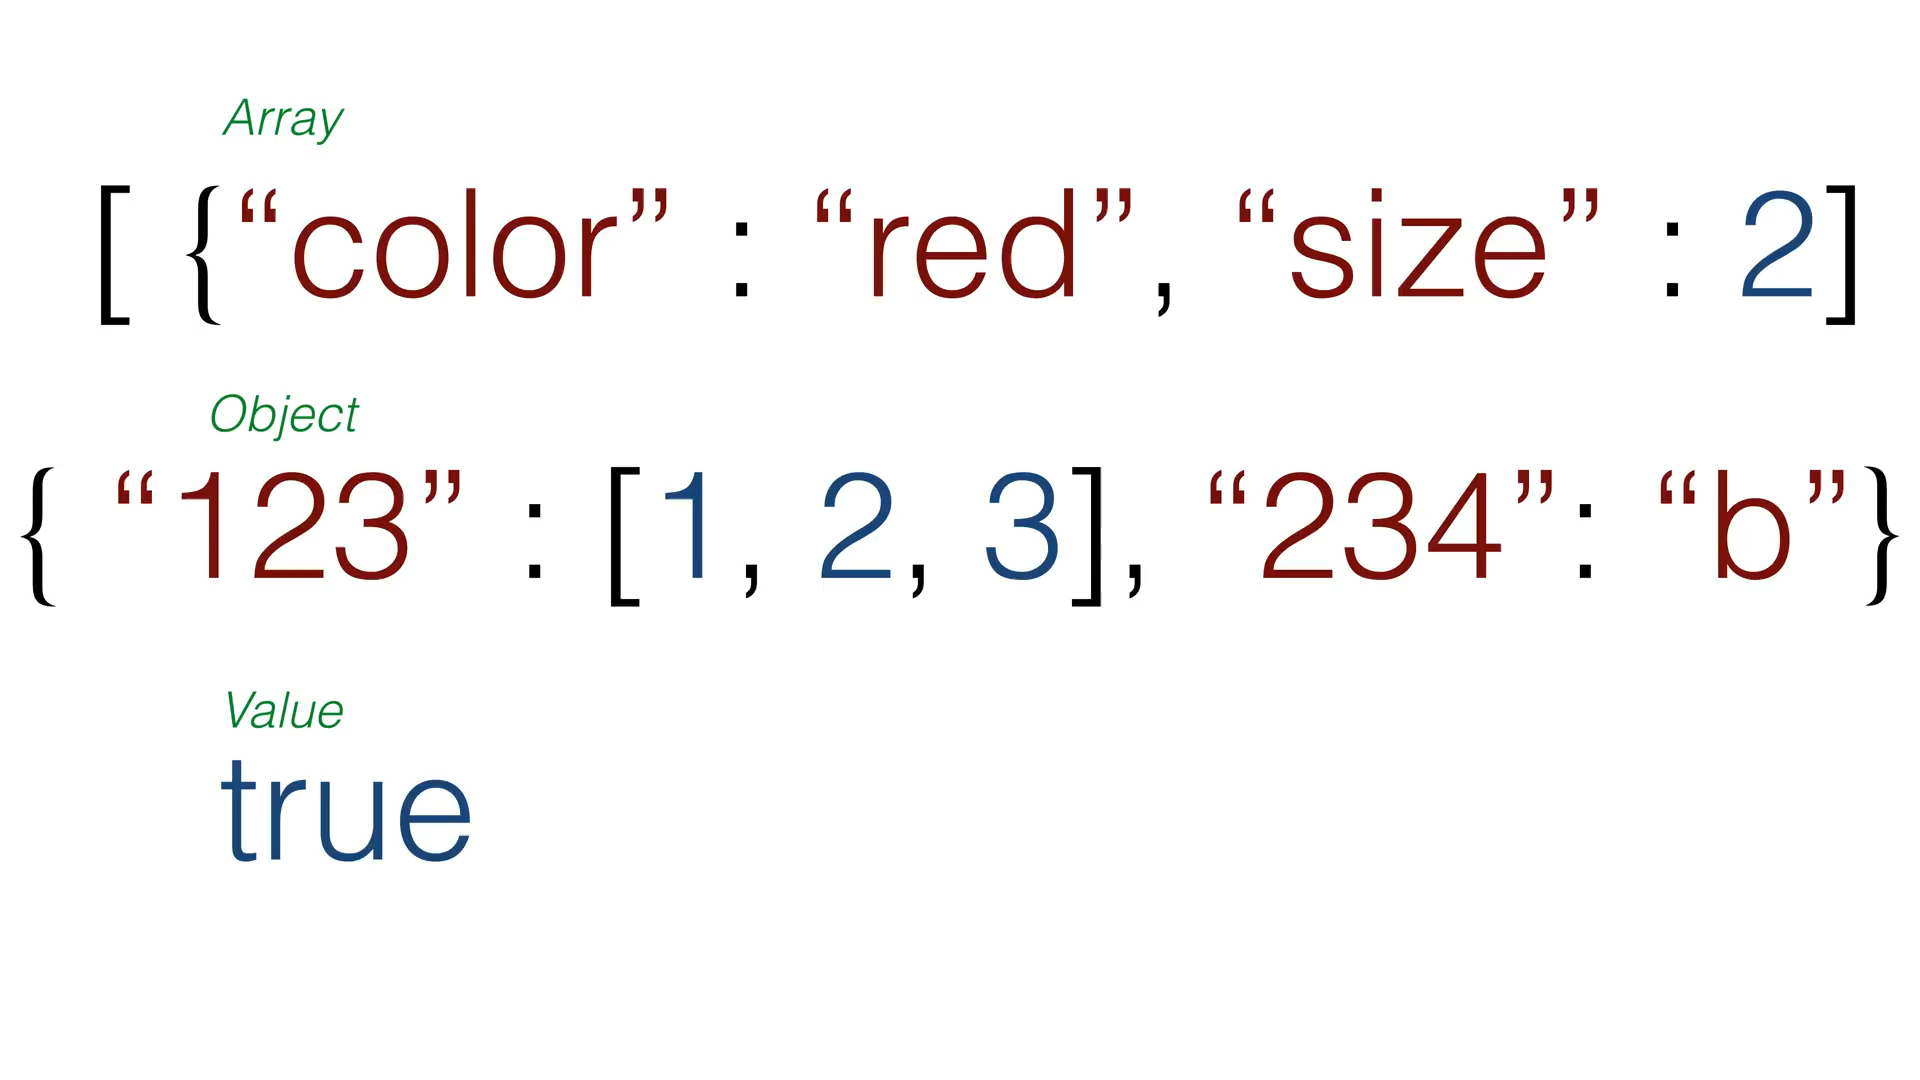 Array
[ {“color” : “red”, “size” : 2]
Object
{ “123” : [1, 2, 3], “234”: “b”}
Value
true